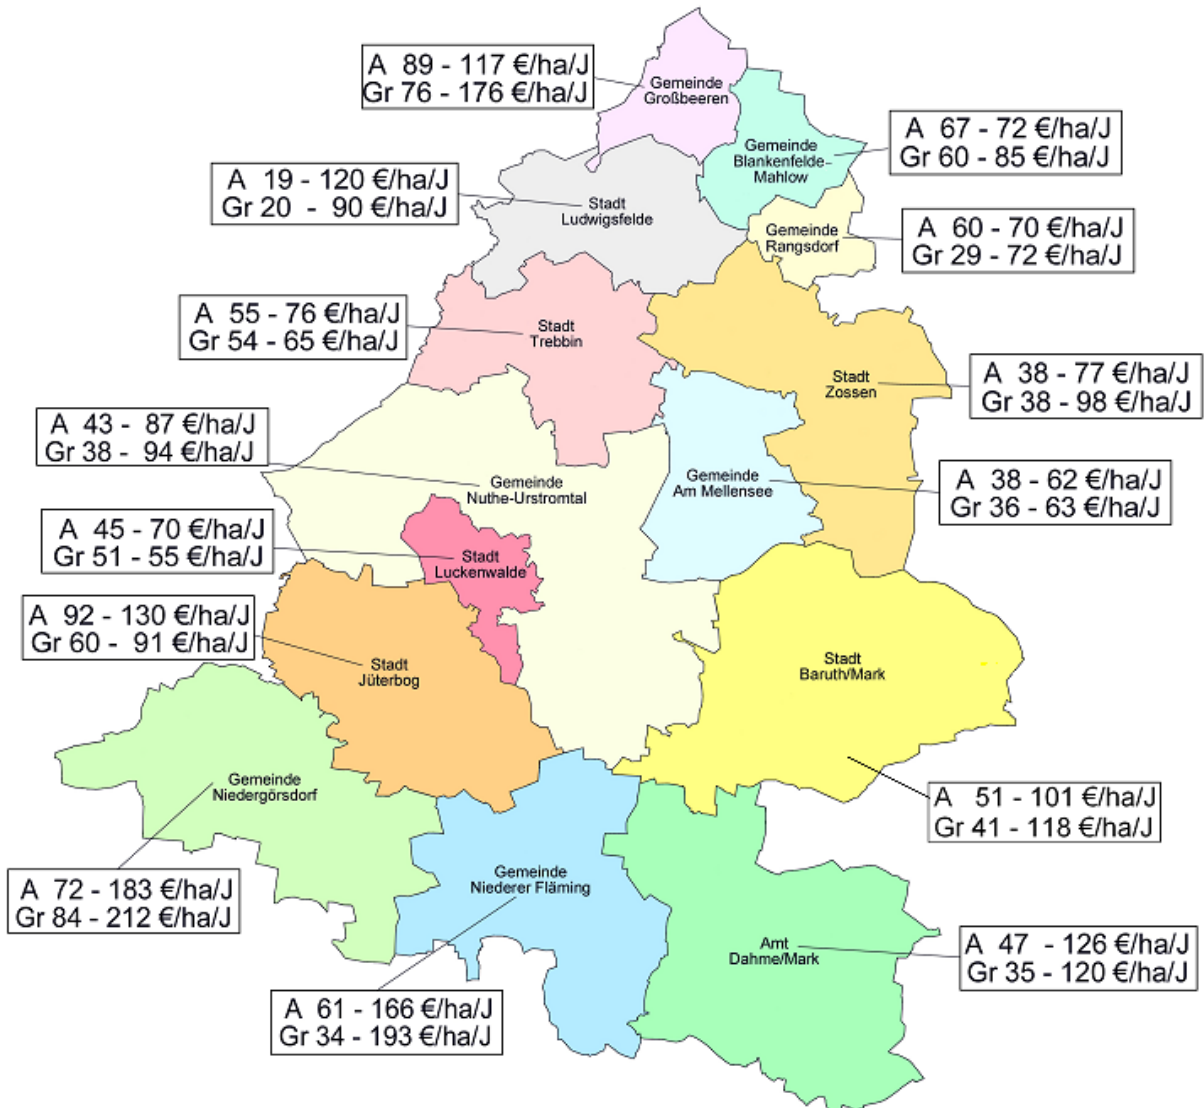 A 89 - 117 €/ha/J
Gr 76 - 176 €/ha/J
Gemeinde
Großbeeren
A 67 - 72 €/ha/J
Gr 60 - 85 €/ha/J
Gemeinde
Blankenfelde-
Mahlow
A 19 - 120 €/ha/J
Gr 20 - 90 €/ha/J
Stadt
Ludwigsfelde
A 60 - 70 €/ha/J
Gr 29 - 72 €/ha/J
Gemeinde
Rangsdorf
A 55 - 76 €/ha/J
Gr 54 - 65 €/ha/J
Stadt
Trebbin
A 38 - 77 €/ha/J
Gr 38 - 98 €/ha/J
Stadt
Zossen
A 43 - 87 €/ha/J
Gr 38 - 94 €/ha/J
Gemeinde
Nuthe-Urstromtal
Gemeinde
Am Mellensee
A 38 - 62 €/ha/J
Gr 36 - 63 €/ha/J
A 45 - 70 €/ha/J
Gr 51 - 55 €/ha/J
Stadt
Luckenwalde
A 92 - 130 €/ha/J
Gr 60 - 91 €/ha/J
Stadt
Jüterbog
Stadt
Baruth/Mark
Gemeinde
Niedergörsdorf
A 51 - 101 €/ha/J
Gr 41 - 118 €/ha/J
A 72 - 183 €/ha/J
Gr 84 - 212 €/ha/J
Gemeinde
Niederer Fläming
Amt
Dahme/Mark
A 47 - 126 €/ha/J
Gr 35 - 120 €/ha/J
A 61 - 166 €/ha/J
Gr 34 - 193 €/ha/J